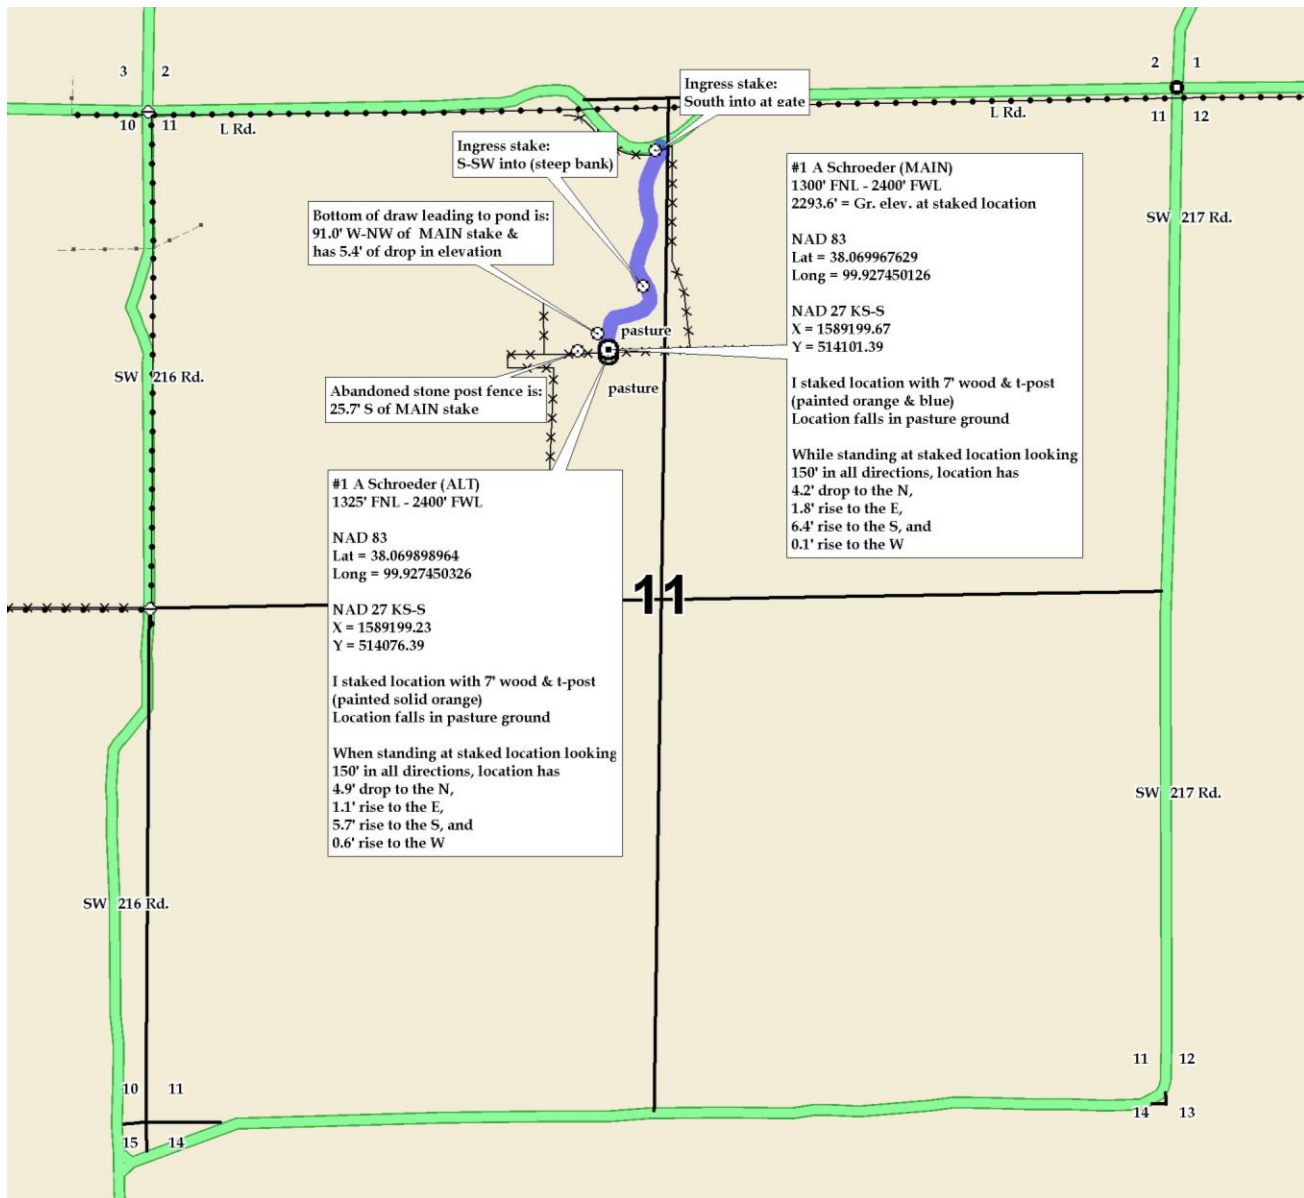 3 2
2 1
10 11
L Rd.
L Rd.
11 12
Ingress stake:
South into at gate
Ingress stake:
S-SW into (steep bank)
#1 A Schroeder (MAIN)
1300' FNL - 2400' FWL
2293.6' = Gr. elev. at staked location
NAD 83
Lat = 38.069967629
Long = 99.927450126
NAD 27 KS-S
X = 1589199.67
Y = 514101.39
I staked location with 7' wood & t-post
(painted orange & blue)
Location falls in pasture ground
While standing at staked location looking
150' in all directions, location has
4.2' drop to the N,
1.8' rise to the E,
6.4' rise to the S, and
0.1' rise to the W
SW 217 Rd.
Bottom of draw leading to pond is:
91.0' W-NW of MAIN stake &
has 5.4' of drop in elevation
pasture
SW 216 Rd.
pasture
Abandoned stone post fence is:
25.7' S of MAIN stake
#1 A Schroeder (ALT)
1325' FNL - 2400' FWL
NAD 83
Lat = 38.069898964
Long = 99.927450326
NAD 27 KS-S
X = 1589199.23
Y = 514076.39
I staked location with 7' wood & t-post
(painted solid orange)
Location falls in pasture ground
When standing at staked location looking
150' in all directions, location has
4.9' drop to the N,
1.1' rise to the E,
5.7' rise to the S, and
0.6' rise to the W
11
SW 217 Rd.
SW 216 Rd.
11 12
10 11
14 13
15 14